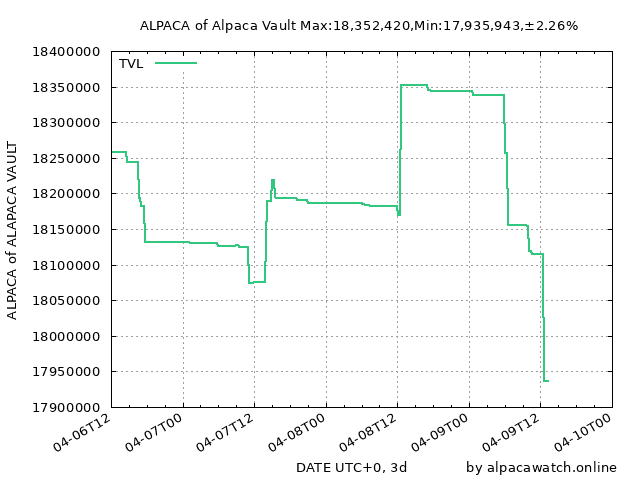 ALPACA of Alpaca Vault Max:18,352,420,Min:17,935,943,±2.26%
TVL
18400000
18350000
18300000
18250000
18200000
18150000
18100000
18050000
18000000
17950000
17900000
ALPACA of ALAPACA VAULT
04-06T12
04-07T00
04-07T12
04-08T00
04-08T12
04-09T00
04-09T12
04-10T00
DATE UTC+0, 3d
by alpacawatch.online